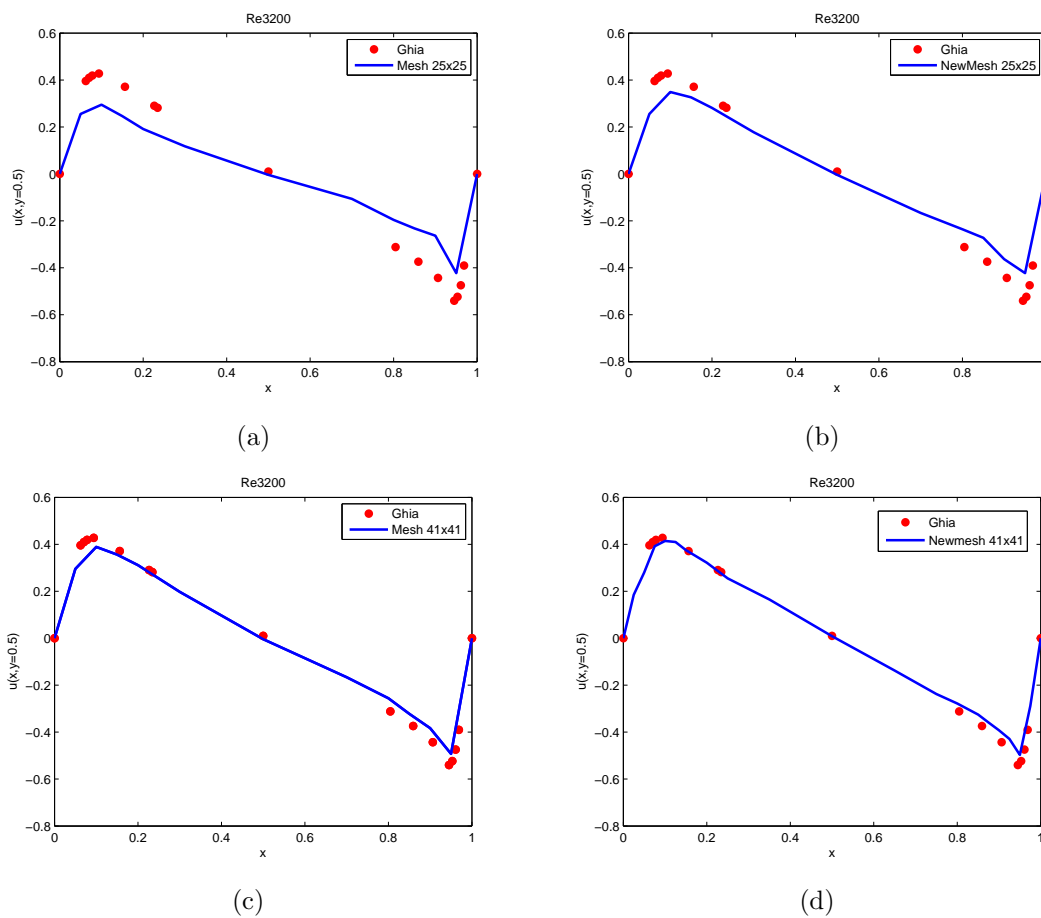 Re3200
Ghia
Mesh 25x25
0.6
0.4
0.2
0
−0.2
−0.4
−0.6
−0.8
u(x,y=0.5)
0
0.2
0.4
0.6
0.8
1
x
(a)
Re3200
Ghia
NewMesh 25x25
0.6
0.4
0.2
0
−0.2
−0.4
−0.6
−0.8
u(x,y=0.5)
0
0.2
0.4
0.6
0.8
x
(b)
Re3200
Ghia
Mesh 41x41
0.6
0.4
0.2
0
−0.2
−0.4
−0.6
−0.8
u(x,y=0.5)
0
0.2
0.4
0.6
0.8
1
x
(c)
Re3200
Ghia
Newmesh 41x41
0.6
0.4
0.2
0
−0.2
−0.4
−0.6
−0.8
u(x,y=0.5)
0
0.2
0.4
0.6
0.8
1
x
(d)